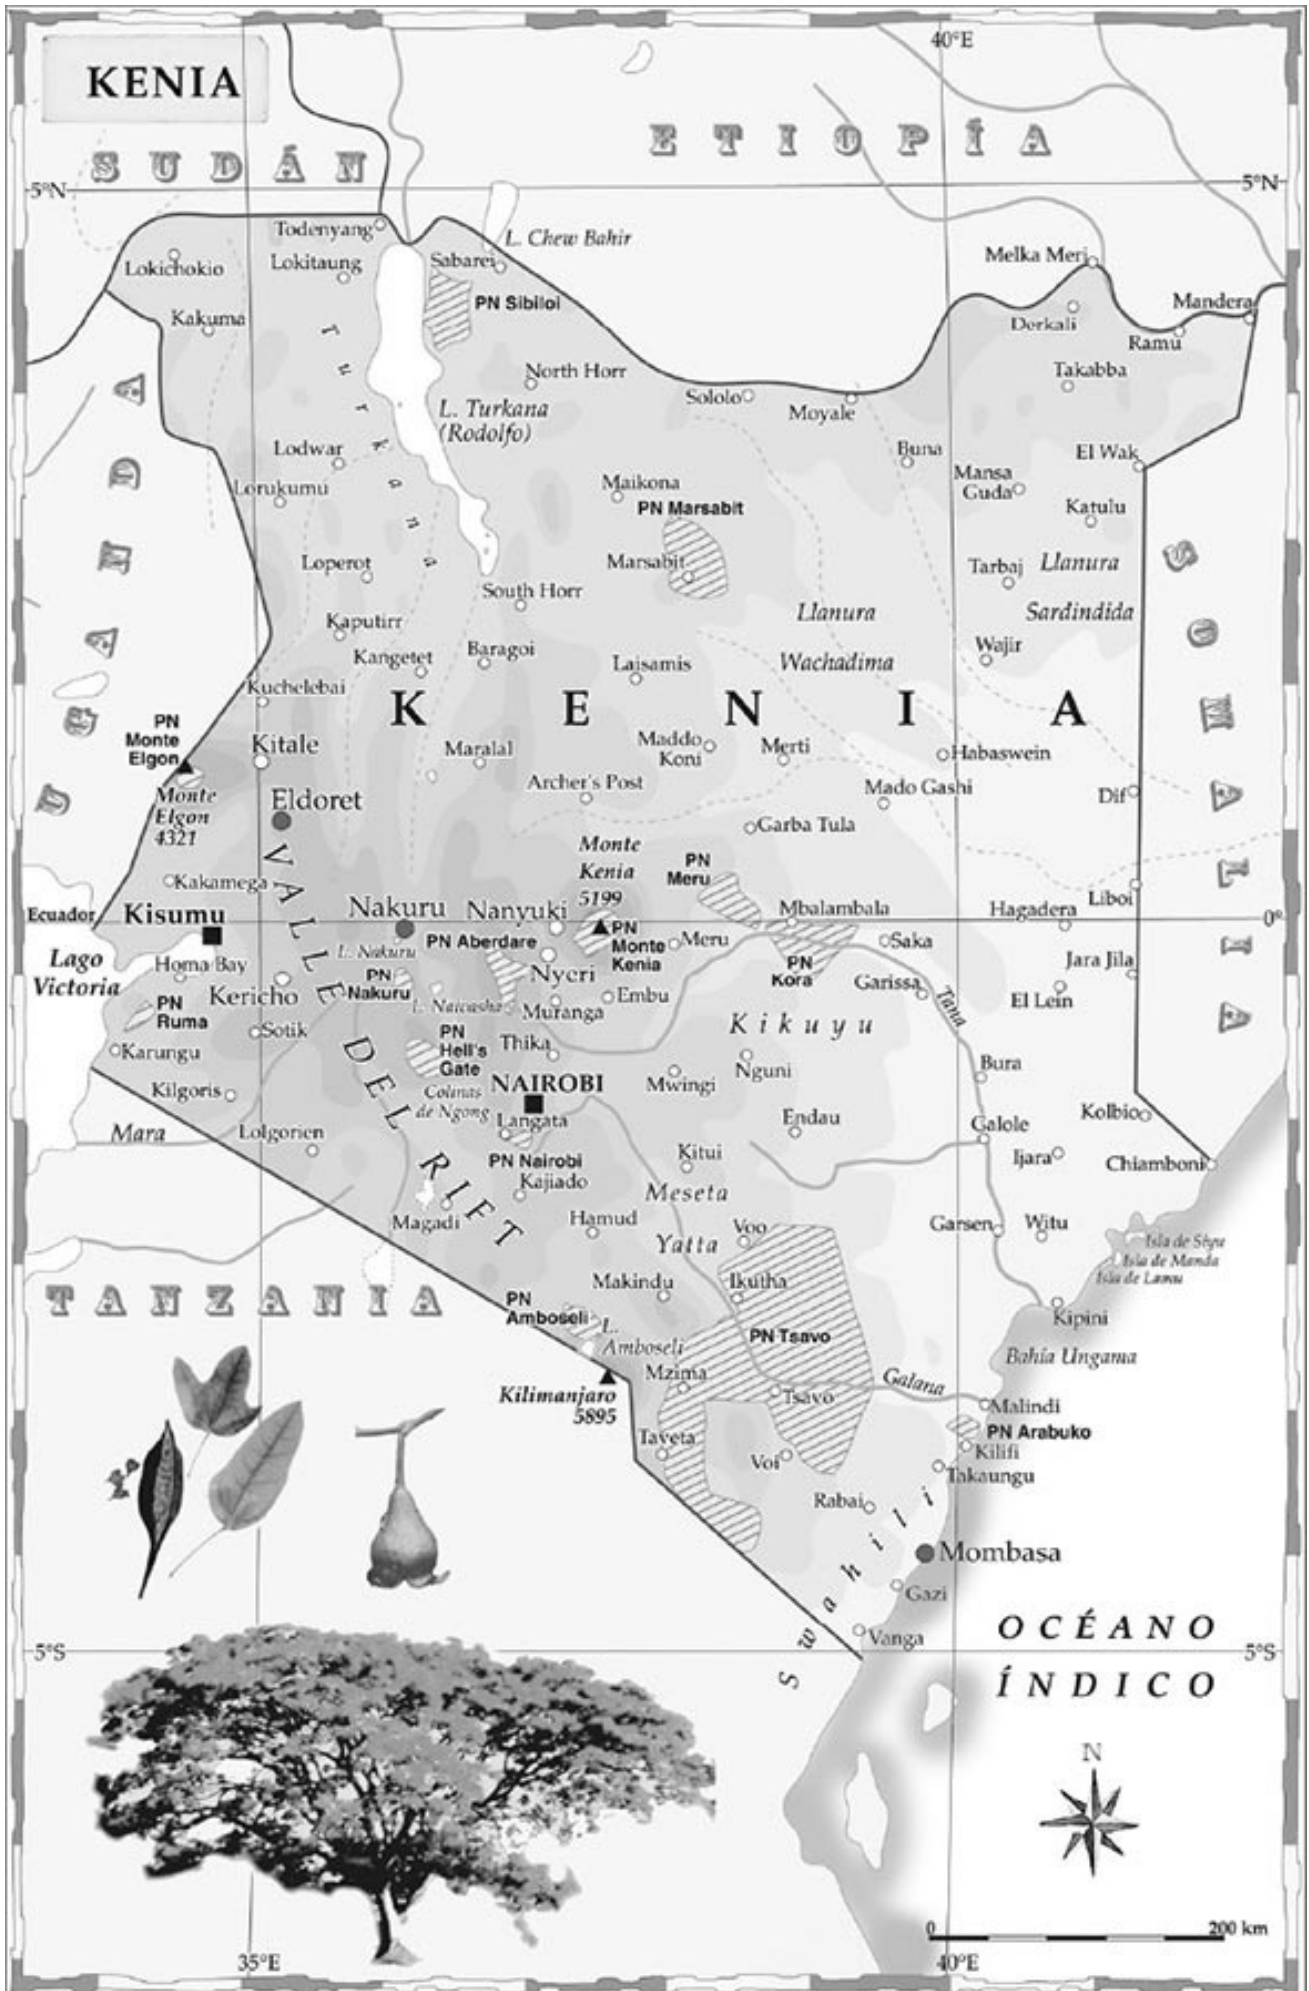 KENIA
40°E
SUDÁN
ETIOPÍA
5°N
5°N
Todenyang
L. Chew Bahir
Lokichokio
Lokitaung
Sabarei
Melka Meri
PN Sibiloi
Mandera
Kakuma
Derkali
Ramu
Turkana
North Horr
Takabba
UGANDA
L. Turkana
(Rodolfo)
Sololo
Moyale
Lodwar
Buna
El Wak
Lorukumu
Maikona
Mansa
Guda
PN Marsabit
Katulu
Loperot
Marsabit
Tarbaj
Llanura
Sardindida
SOMALIA
South Horr
Llanura
Wachadima
Kaputirr
Kangetet
Baragoi
Laisamis
Wajir
Kuchelebai
KENIA
PN
Monte
Elgon
Kitale
Maralal
Maddo
Koni
Merti
Habaswein
Monte
Elgon
4321
Eldoret
Archer's Post
Mado Gashi
Dif
Garba Tula
VALLE DEL RIFT
Monte
Kenia
5199
PN
Meru
Kakamega
Liboi
Ecuador
Kisumu
Nakuru
Nanyuki
Mbalambala
Hagadera
0°
Lago
Victoria
L. Nakuru
PN Aberdare
PN
Monte
Kenia
Meru
Saka
Homa Bay
PN
Nakuru
Nyeri
PN
Kora
Garissa
Jara Jila
PN
Ruma
Kericho
L. Naivasha
Muranga
Embu
Tana
El Lein
Sotik
Kikuyu
Karungu
PN
Hell's
Gate
Thika
Nguni
Bura
Kilgoris
Colinas
de Ngong
NAIROBI
Mwingi
Mara
Lolgorien
Langata
Endau
Galole
Kolbio
PN Nairobi
Kitui
Ijara
Chiamboni
Kajiado
Meseta
Yatta
Magadi
Hamud
Voo
Garsen
Witu
Isla de Shyu
Isla de Manda
Isla de Lamu
TANZANIA
Makindu
Ikutha
PN
Amboseli
L.
Amboseli
PN Tsavo
Kipini
Bahía Ungama
Kilimanjaro
5895
Mzima
Tsavo
Galana
Malindi
PN Arabuko
Taveta
Voi
Kilifi
Takaungu
Rabai
Swahili
Mombasa
Gazi
Vanga
OCÉANO
ÍNDICO
5°S
5°S
N
0
200 km
35°E
40°E